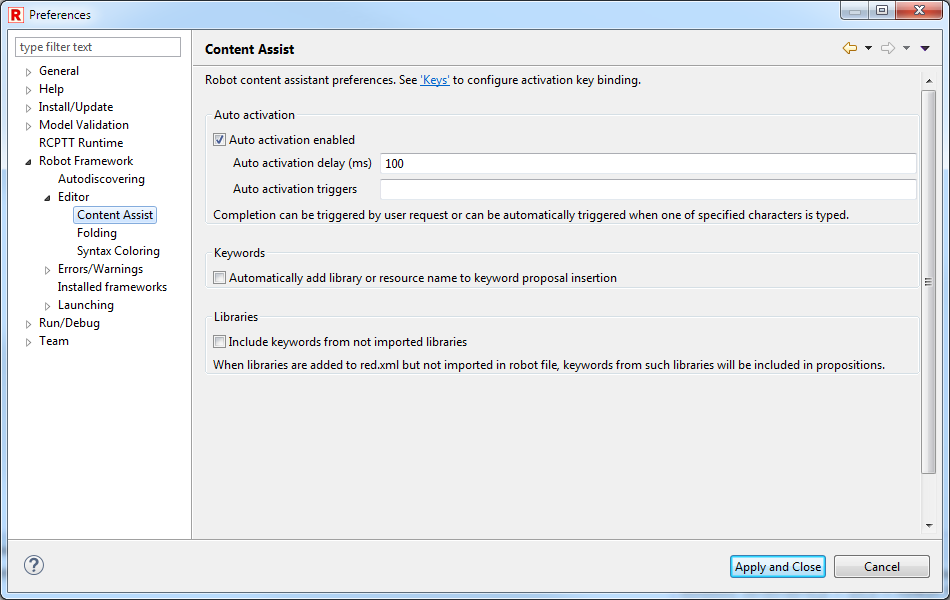 R Preferences
type filter text
General
Help
Install/Update
Model Validation
RCPTT Runtime
Robot Framework
Autodiscovering
Editor
Content Assist
Folding
Syntax Coloring
Errors/Warnings
Installed frameworks
Launching
Run/Debug
Team
Content Assist
Robot content assistant preferences. See 'Keys' to configure activation key binding.
Auto activation
Auto activation enabled
Auto activation delay (ms) 100
Auto activation triggers
Completion can be triggered by user request or can be automatically triggered when one of specified characters is typed.
Keywords
Automatically add library or resource name to keyword proposal insertion
Libraries
Include keywords from not imported libraries
When libraries are added to red.xml but not imported in robot file, keywords from such libraries will be included in propositions.
?
Apply and Close
Cancel